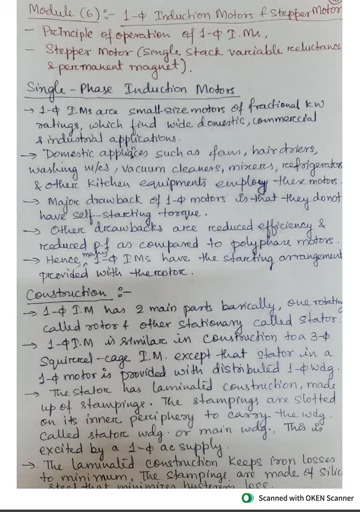 Module (6) :- 1-ϕ Induction Motors & Stepper Motor
- Principle of operation of 1-ϕ I.Ms,
- Stepper Motor (single stack variable reluctance
& permanent magnet).
Single-Phase Induction Motors
→ 1-ϕ I.Ms are small-size motors of fractional kw
ratings, which find wide domestic, commercial
& industrial applications.
→ Domestic appliances such as fans, hair driers,
washing m/cs, vacuum cleaners, mixers, refrigerators
& other kitchen equipments employ these motors.
→ Major drawback of 1-ϕ motors is that they donot
have self-starting torque.
→ Other drawbacks are reduced efficiency &
reduced p.f as compared to polyphase motors.
→ Hence, many 1-ϕ IMs have the starting arrangement
provided with the rotor.
Construction :-
→ 1-ϕ I.M has 2 main parts basically, one rotating
called rotor & other stationary called stator.
→ 1-ϕ I.M is similar in construction to a 3-ϕ
Squirrel-cage I.M. except that stator in a
1-ϕ motor is provided with distributed 1-ϕ wdg.
→ The stator has laminated construction, made
up of stampings. The stampings are slotted
on its inner periphery to carry the wdg.
called stator wdg. or main wdg. This is
excited by a 1-ϕ ac supply.
→ The laminated construction keeps iron losses
to minimum. The stampings are made of Silic
steel that minimizes hysteresis loss.
Scanned with OKEN Scanner